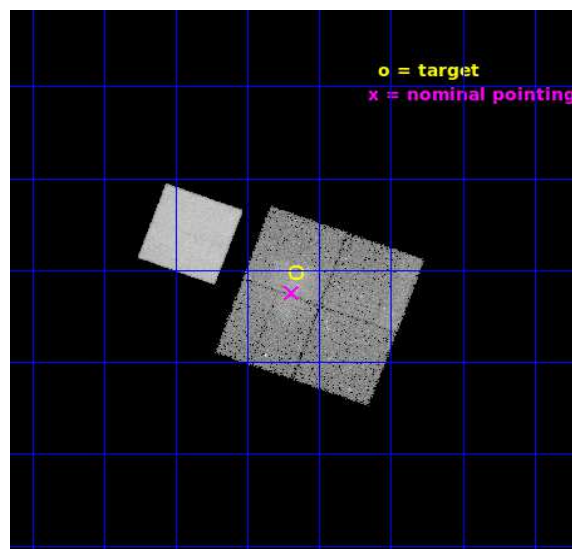 o = target
x = nominal pointing